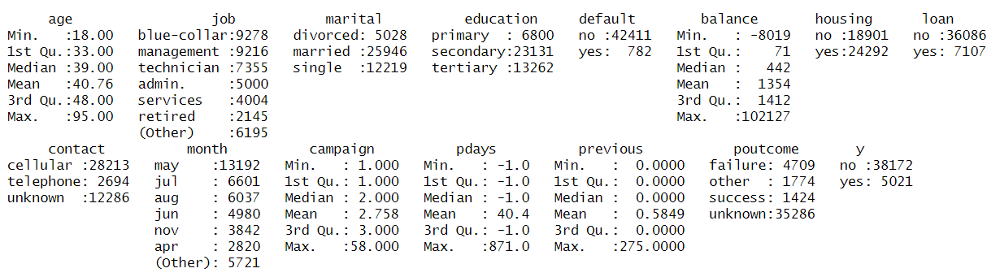 age job marital education default balance housing loan
Min. :18.00 blue-collar:9278 divorced: 5028 primary : 6800 no :42411 Min. : -8019 no :18901 no :36086
1st Qu.:33.00 management :9216 married :25946 secondary:23131 yes: 782 1st Qu.: 71 yes:24292 yes: 7107
Median :39.00 technician :7355 single :12219 tertiary :13262 Median : 442
Mean :40.76 admin. :5000 Mean : 1354
3rd Qu.:48.00 services :4004 3rd Qu.: 1412
Max. :95.00 retired :2145 Max. :102127
(Other) :6195
contact month campaign pdays previous poutcome y
cellular :28213 may :13192 Min. : 1.000 Min. : -1.0 Min. : 0.0000 failure: 4709 no :38172
telephone: 2694 jul : 6601 1st Qu.: 1.000 1st Qu.: -1.0 1st Qu.: 0.0000 other : 1774 yes: 5021
unknown :12286 aug : 6037 Median : 2.000 Median : -1.0 Median : 0.0000 success: 1424
jun : 4980 Mean : 2.758 Mean : 40.4 Mean : 0.5849 unknown:35286
nov : 3842 3rd Qu.: 3.000 3rd Qu.: -1.0 3rd Qu.: 0.0000
apr : 2820 Max. :58.000 Max. :871.0 Max. :275.0000
(Other): 5721